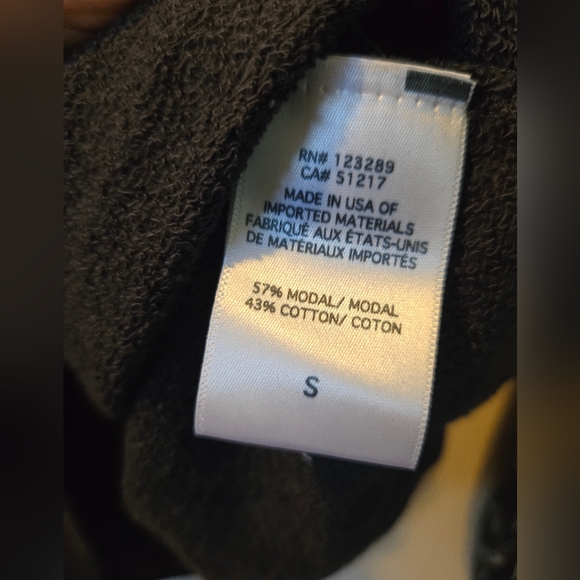 RN# 123289
CA# 51217
MADE IN USA OF
IMPORTED MATERIALS
FABRIQUÉ AUX ÉTATS-UNIS
DE MATÉRIAUX IMPORTÉS
57% MODAL/ MODAL
43% COTTON/ COTON
S